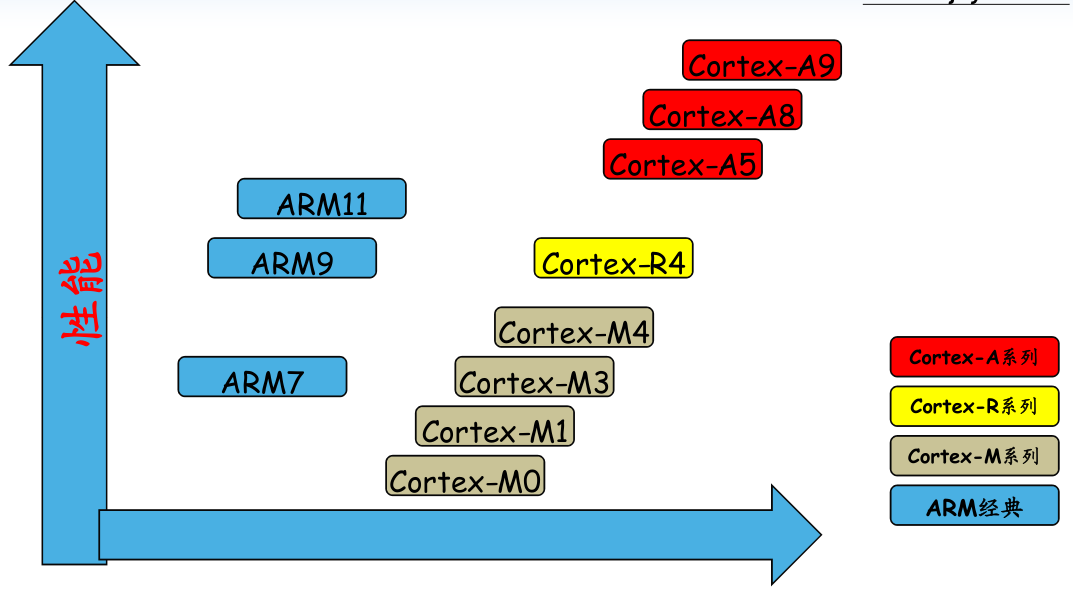 Cortex-A9
Cortex-A8
Cortex-A5
ARM11
ARM9
Cortex-R4
性能
Cortex-M4
ARM7
Cortex-M3
Cortex-M1
Cortex-M0
Cortex-A系列
Cortex-R系列
Cortex-M系列
ARM经典